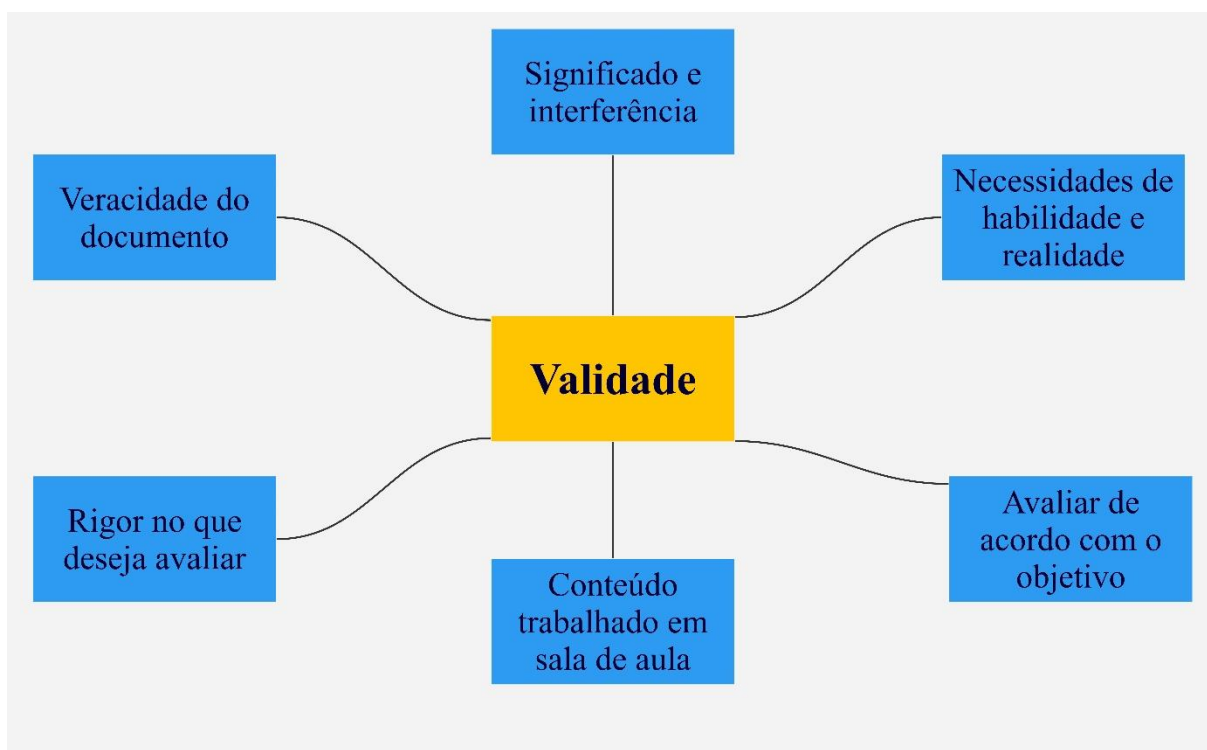 Significado e
interferência
Veracidade do
documento
Necessidades de
habilidade e
realidade
Validade
Rigor no que
deseja avaliar
Conteúdo
trabalhado em
sala de aula
Avaliar de
acordo com o
objetivo